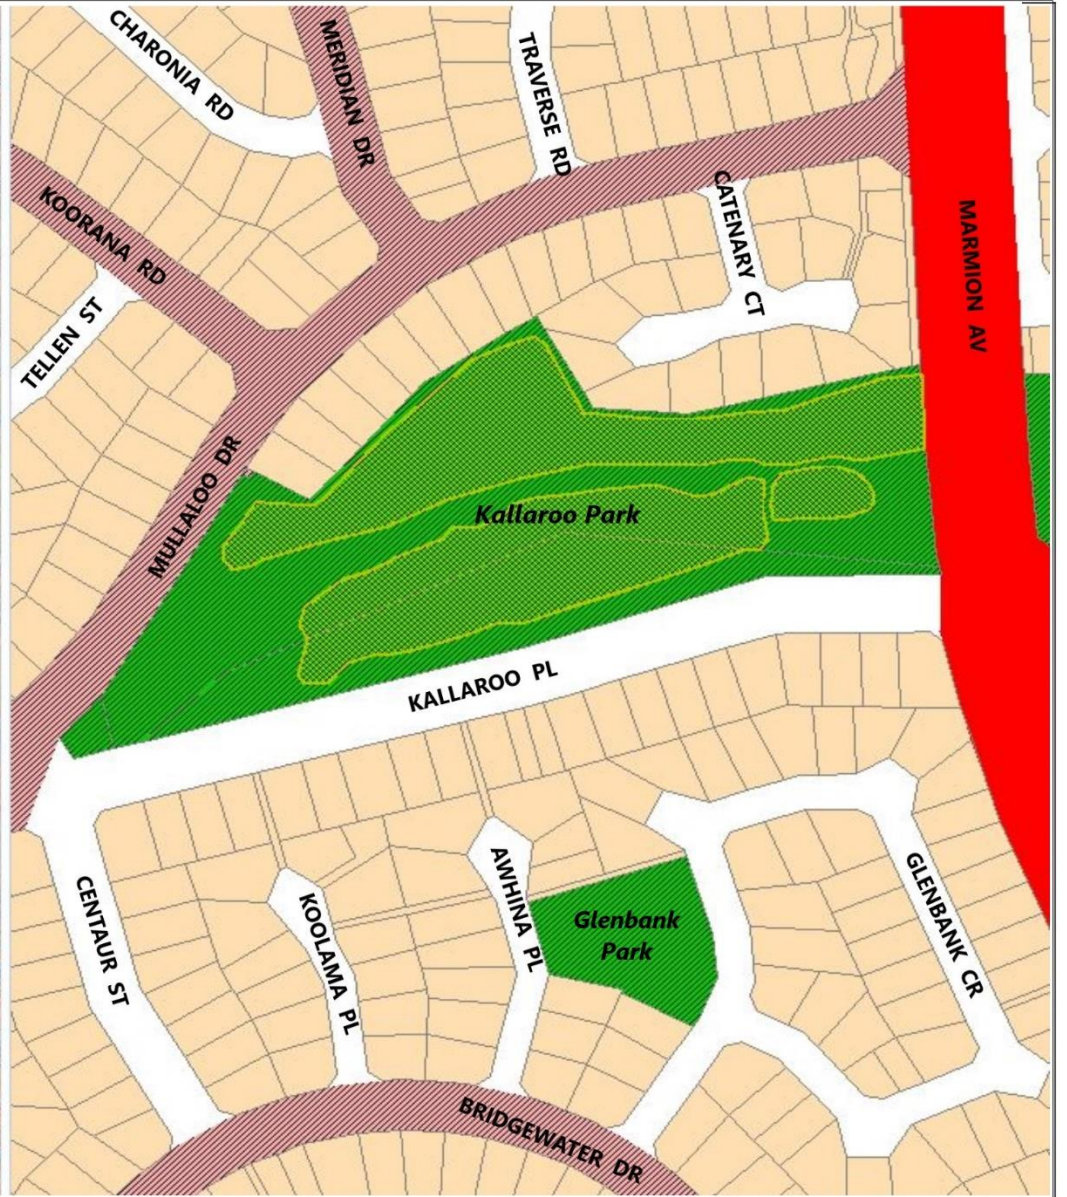 CHARONIA RD
MERIDIAN DR
TRAVERSE RD
KOORANA RD
CATENARY CT
MARMION AV
TELLEN ST
MULLALOO DR
Kallaroo Park
KALLAROO PL
AWHINA PL
GLENBANK CR
CENTAUR ST
KOOLAMA PL
Glenbank
Park
BRIDGEWATER DR